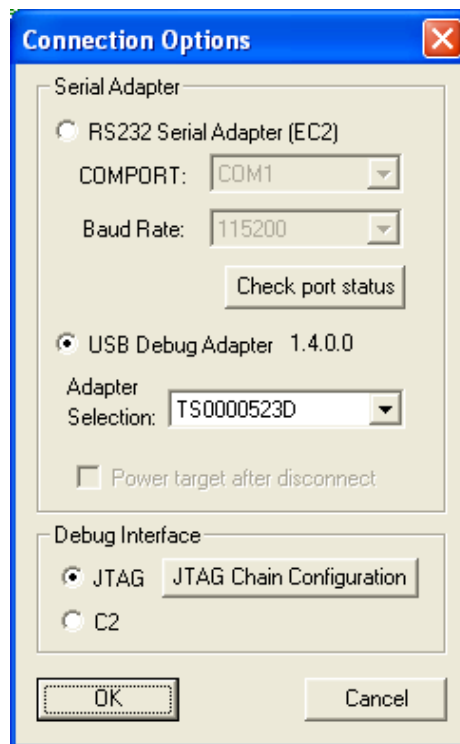 Connection Options
Serial Adapter
RS232 Serial Adapter (EC2)
COMPORT: COM1
Baud Rate: 115200
Check port status
USB Debug Adapter 1.4.0.0
Adapter
Selection: TS0000523D
Power target after disconnect
Debug Interface
JTAG JTAG Chain Configuration
C2
OK Cancel